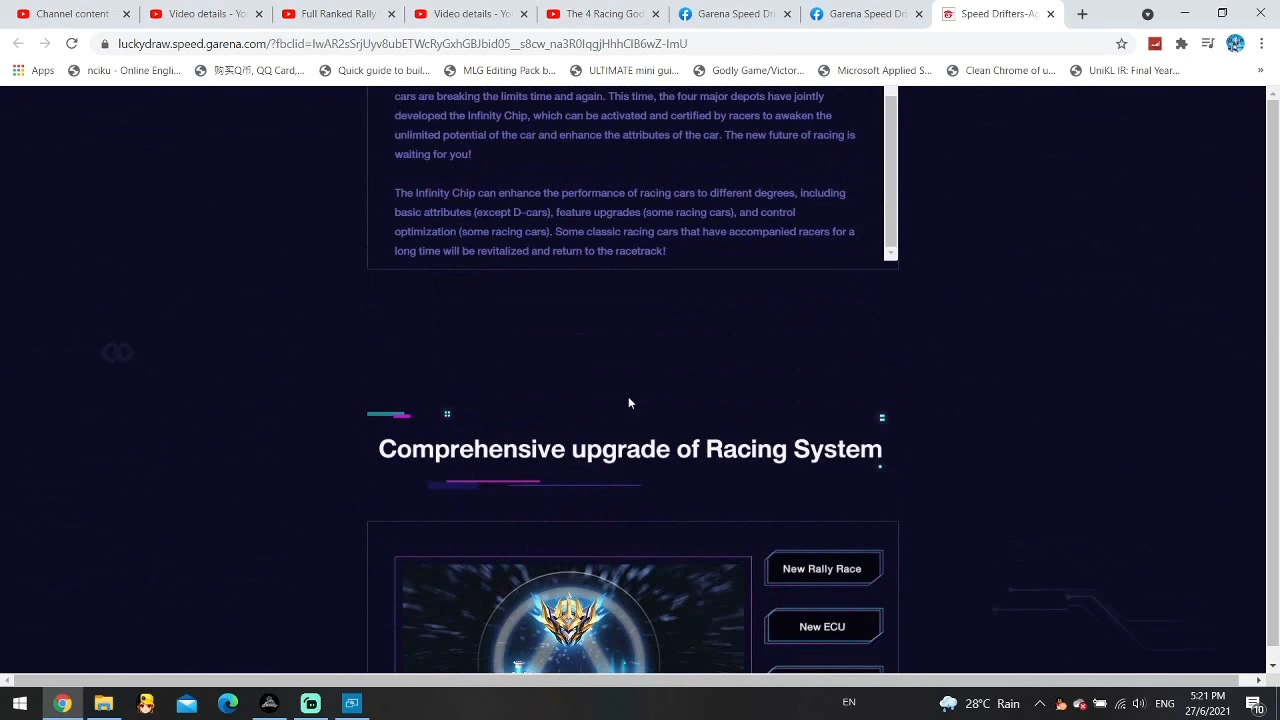 Video details - Yo
Full Ranked Rally
Video details - Yo
The Racing God
Garena Speed Dri
Garena Speed Dri
Speed Drifters-Ag
luckydraw.speed.garena.com/?fbclid=IwAR2sSrjUyv8ubETWcRyGtnGBtHi05__s8cw_na3R0lqgjHhhClB6wZ-ImU
Apps
nciku - Online Engli...
购买Q币, QQ Card,...
Quick guide to buil...
MLG Editing Pack b...
ULTIMATE mini gui...
Godly Game/Victor...
Microsoft Applied S...
Clean Chrome of u...
UniKL IR: Final Year...
»
cars are breaking the limits time and again. This time, the four major depots have jointly
developed the Infinity Chip, which can be activated and certified by racers to awaken the
unlimited potential of the car and enhance the attributes of the car. The new future of racing is
waiting for you!
The Infinity Chip can enhance the performance of racing cars to different degrees, including
basic attributes (except D-cars), feature upgrades (some racing cars), and control
optimization (some racing cars). Some classic racing cars that have accompanied racers for a
long time will be revitalized and return to the racetrack!
Comprehensive upgrade of Racing System
New Rally Race
New ECU
EN
28°C Rain
ENG
5:21 PM
27/6/2021
10